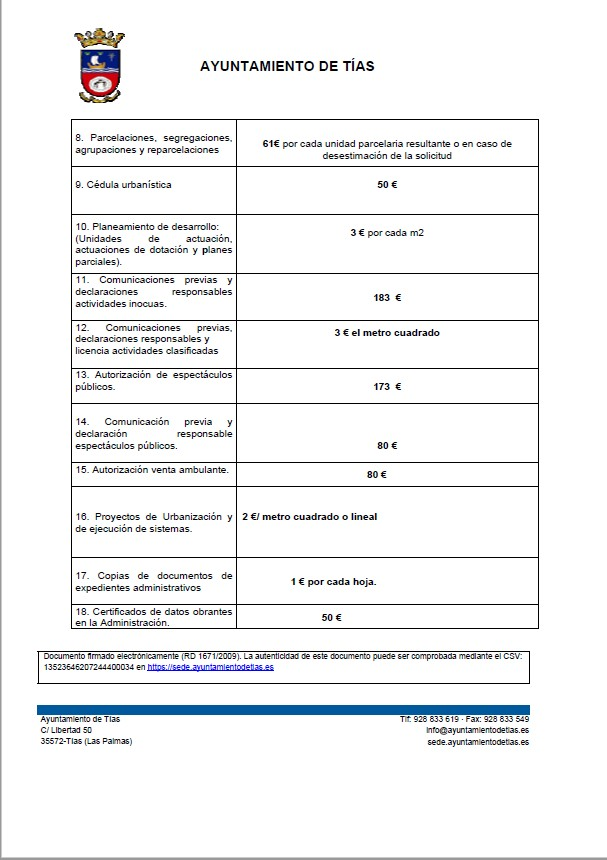 AYUNTAMIENTO DE TÍAS
8. Parcelaciones, segregaciones,
agrupaciones y reparcelaciones
61€ por cada unidad parcelaria resultante o en caso de
desestimación de la solicitud
9. Cédula urbanística
50 €
10. Planeamiento de desarrollo:
(Unidades de actuación,
actuaciones de dotación y planes
parciales).
3 € por cada m2
11. Comunicaciones previas y
declaraciones responsables
actividades inocuas.
183 €
12. Comunicaciones previas,
declaraciones responsables y
licencia actividades clasificadas
3 € el metro cuadrado
13. Autorización de espectáculos
públicos.
173 €
14. Comunicación previa y
declaración responsable
espectáculos públicos.
80 €
15. Autorización venta ambulante.
80 €
16. Proyectos de Urbanización y
de ejecución de sistemas.
2 €/ metro cuadrado o lineal
17. Copias de documentos de
expedientes administrativos
1 € por cada hoja.
18. Certificados de datos obrantes
en la Administración.
50 €
Documento firmado electrónicamente (RD 1671/2009). La autenticidad de este documento puede ser comprobada mediante el CSV:
13523646207244400034 en https://sede.ayuntamientodetias.es
Ayuntamiento de Tías
C/ Libertad 50
35572-Tías (Las Palmas)
Tlf: 928 833 619 · Fax: 928 833 549
info@ayuntamientodetias.es
sede.ayuntamientodetias.es